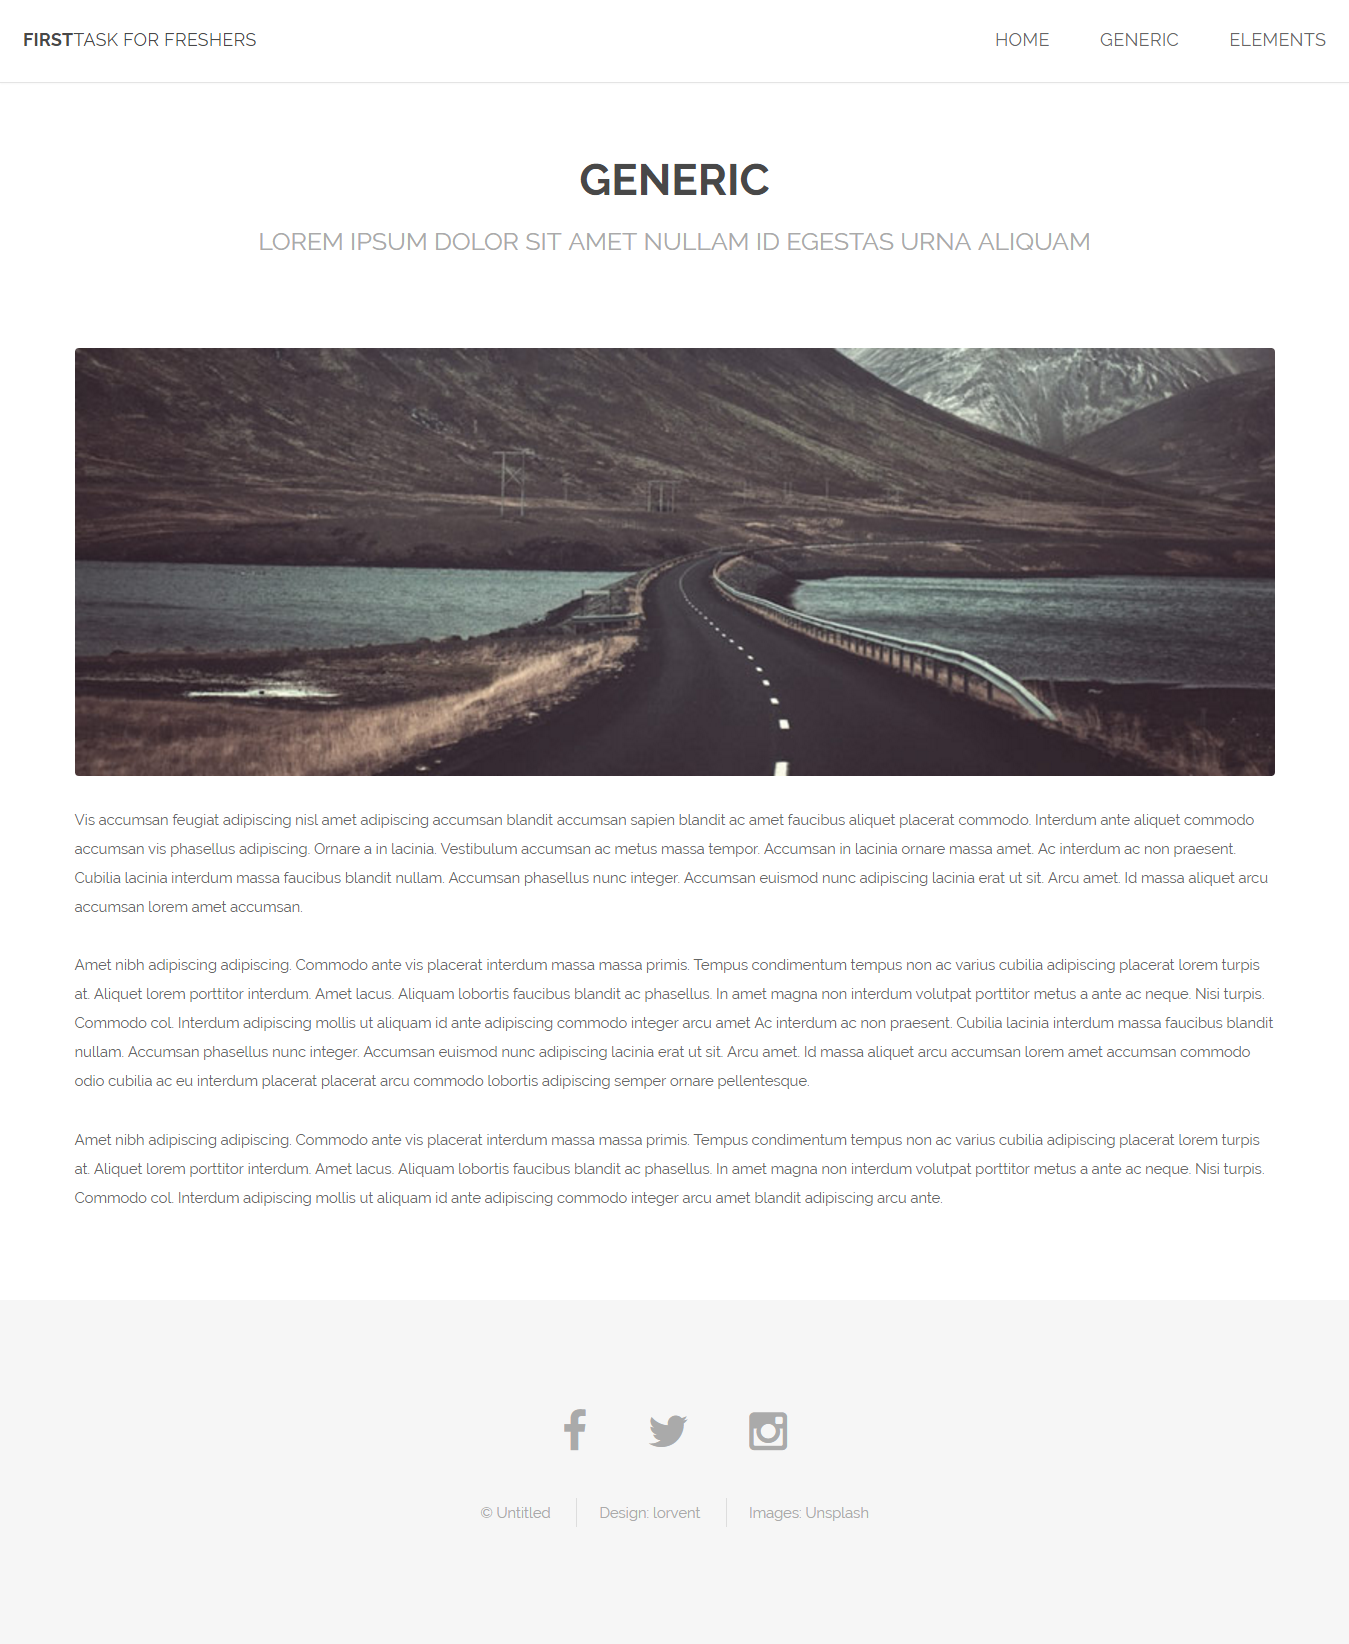 FIRSTTASK FOR FRESHERS
HOME GENERIC ELEMENTS
GENERIC
LOREM IPSUM DOLOR SIT AMET NULLAM ID EGESTAS URNA ALIQUAM
Vis accumsan feugiat adipiscing nisl amet adipiscing accumsan blandit accumsan sapien blandit ac amet faucibus aliquet placerat commodo. Interdum ante aliquet commodo
accumsan vis phasellus adipiscing. Ornare a in lacinia. Vestibulum accumsan ac metus massa tempor. Accumsan in lacinia ornare massa amet. Ac interdum ac non praesent.
Cubilia lacinia interdum massa faucibus blandit nullam. Accumsan phasellus nunc integer. Accumsan euismod nunc adipiscing lacinia erat ut sit. Arcu amet. Id massa aliquet arcu
accumsan lorem amet accumsan.
Amet nibh adipiscing adipiscing. Commodo ante vis placerat interdum massa massa primis. Tempus condimentum tempus non ac varius cubilia adipiscing placerat lorem turpis
at. Aliquet lorem porttitor interdum. Amet lacus. Aliquam lobortis faucibus blandit ac phasellus. In amet magna non interdum volutpat porttitor metus a ante ac neque. Nisi turpis.
Commodo col. Interdum adipiscing mollis ut aliquam id ante adipiscing commodo integer arcu amet Ac interdum ac non praesent. Cubilia lacinia interdum massa faucibus blandit
nullam. Accumsan phasellus nunc integer. Accumsan euismod nunc adipiscing lacinia erat ut sit. Arcu amet. Id massa aliquet arcu accumsan lorem amet accumsan commodo
odio cubilia ac eu interdum placerat placerat arcu commodo lobortis adipiscing semper ornare pellentesque.
Amet nibh adipiscing adipiscing. Commodo ante vis placerat interdum massa massa primis. Tempus condimentum tempus non ac varius cubilia adipiscing placerat lorem turpis
at. Aliquet lorem porttitor interdum. Amet lacus. Aliquam lobortis faucibus blandit ac phasellus. In amet magna non interdum volutpat porttitor metus a ante ac neque. Nisi turpis.
Commodo col. Interdum adipiscing mollis ut aliquam id ante adipiscing commodo integer arcu amet blandit adipiscing arcu ante.
© Untitled Design: lorvent Images: Unsplash